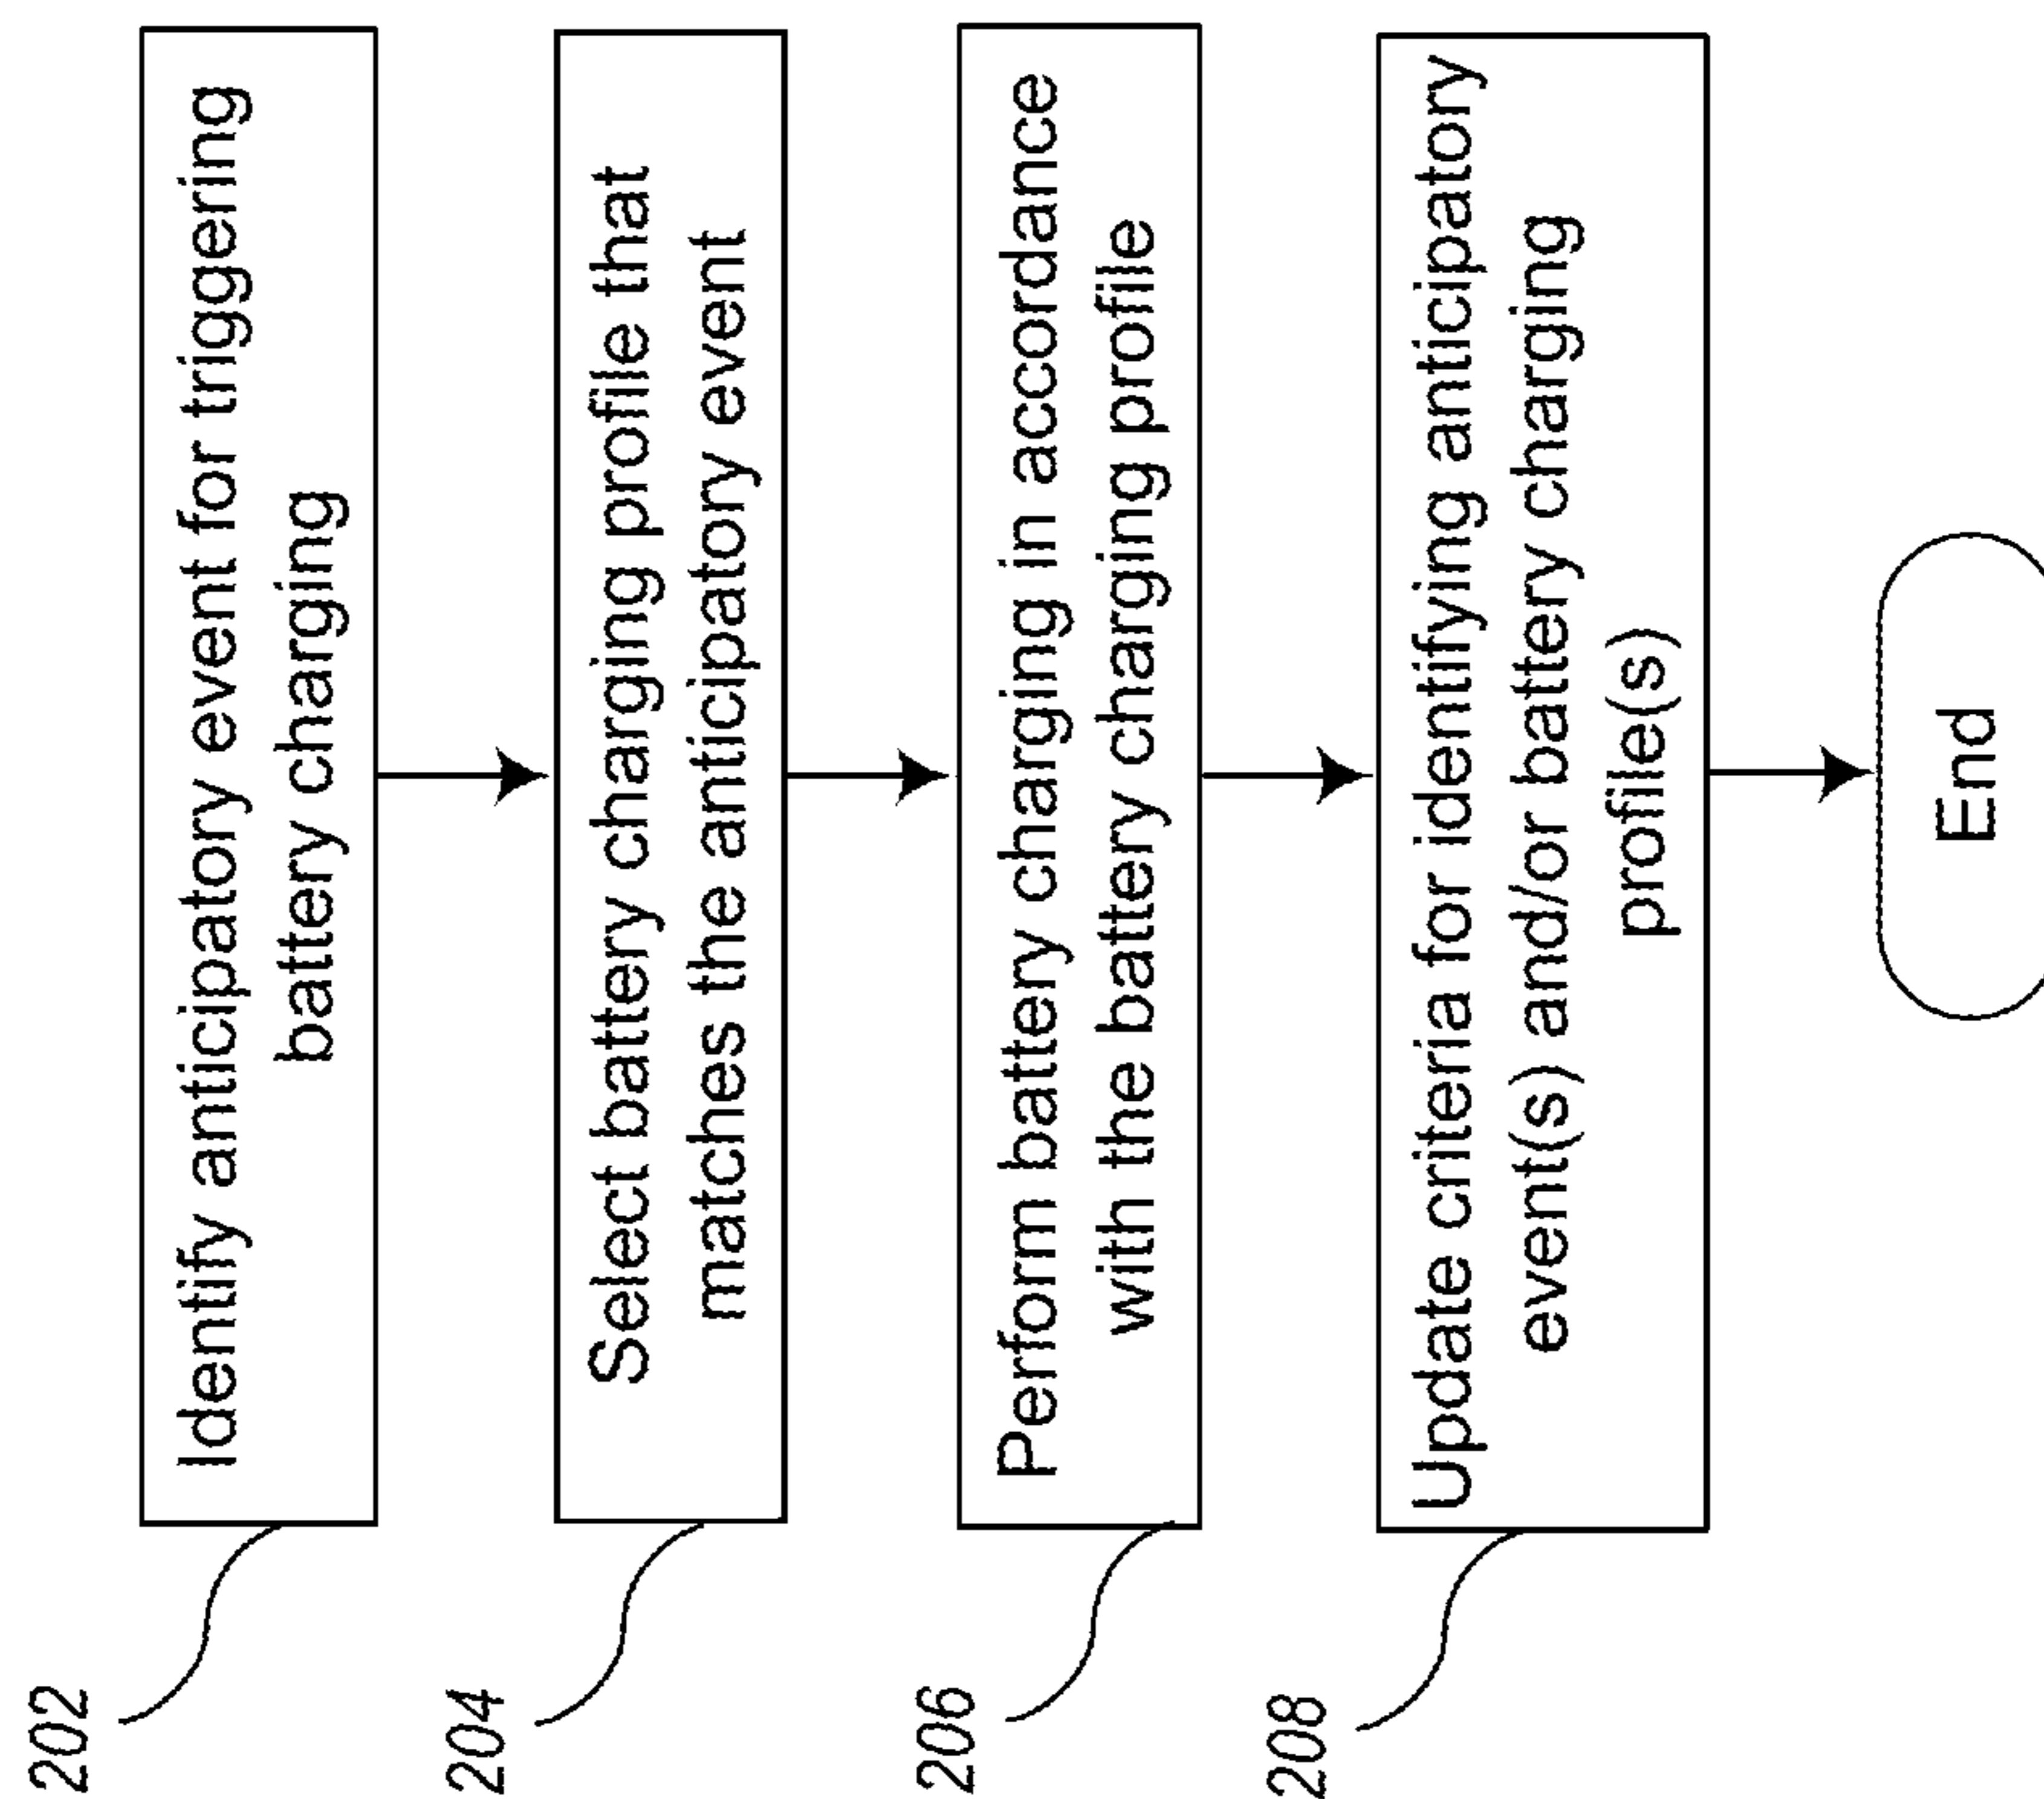 202
Identify anticipatory event for triggering
battery charging
204
Select battery charging profile that
matches the anticipatory event
206
Perform battery charging in accordance
with the battery charging profile
208
Update criteria for identifying anticipatory
event(s) and/or battery charging
profile(s)
End